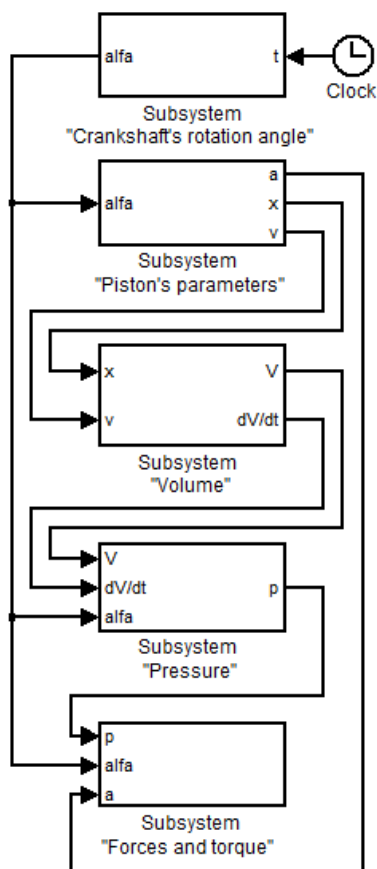 alfa t
Clock
Subsystem
"Crankshaft's rotation angle"
a
alfa x
v
Subsystem
"Piston's parameters"
x V
v dV/dt
Subsystem
"Volume"
V
dV/dt p
alfa
Subsystem
"Pressure"
p
alfa
a
Subsystem
"Forces and torque"